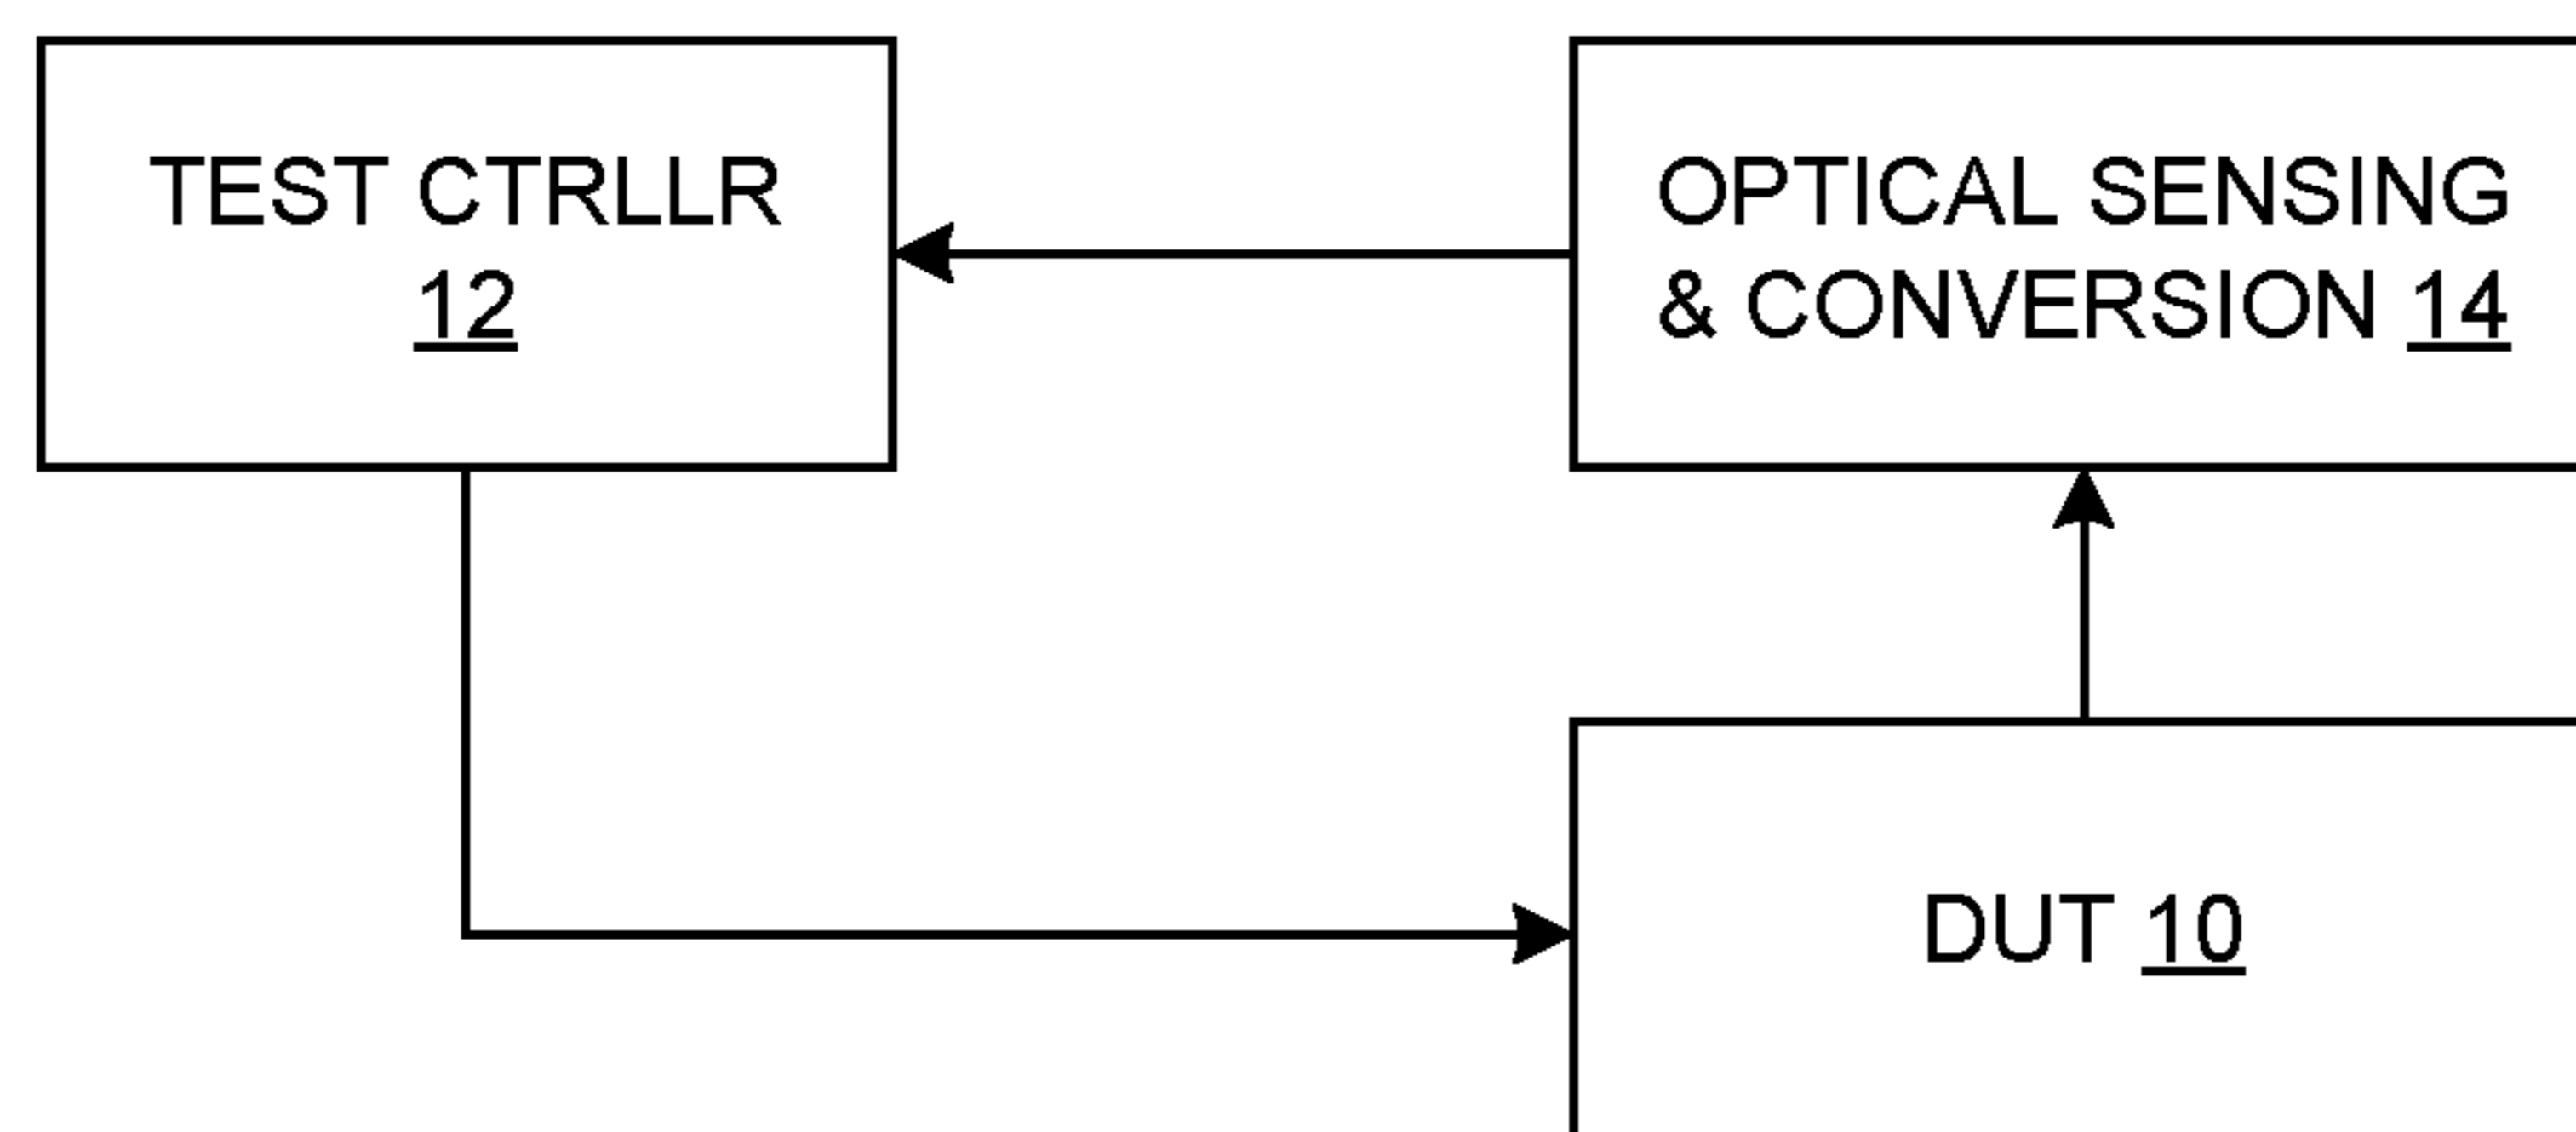 TEST CTRLLR
12
OPTICAL SENSING
& CONVERSION 14
DUT 10